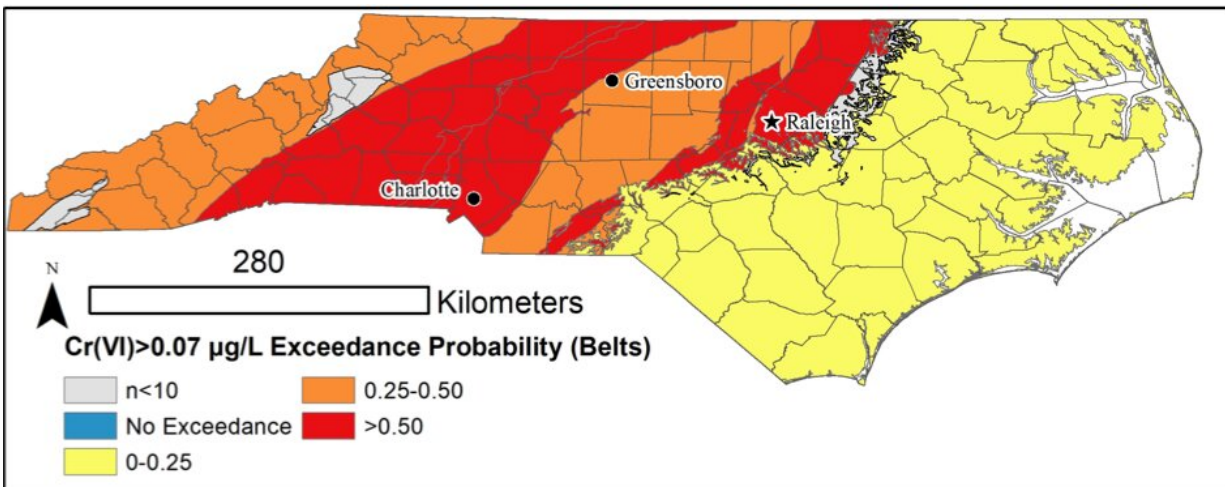 Greensboro
Raleigh
Charlotte
N
280
Kilometers
Cr(VI)>0.07 µg/L Exceedance Probability (Belts)
n<10
0.25-0.50
No Exceedance
>0.50
0-0.25